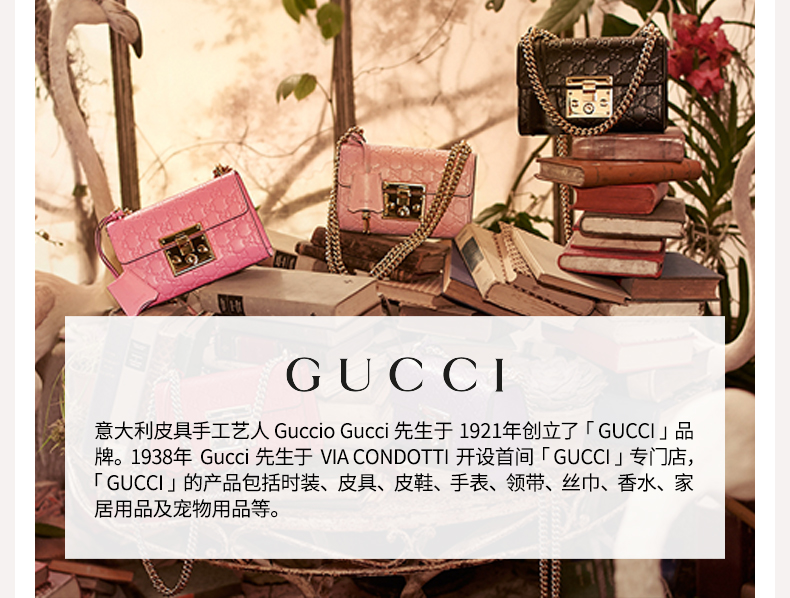 GUCCI
意大利皮具手工艺人 Guccio Gucci 先生于 1921年创立了「GUCCI」品
牌。1938年 Gucci 先生于 VIA CONDOTTI 开设首间「GUCCI」专门店，
「GUCCI」的产品包括时装、皮具、皮鞋、手表、领带、丝巾、香水、家
居用品及宠物用品等。